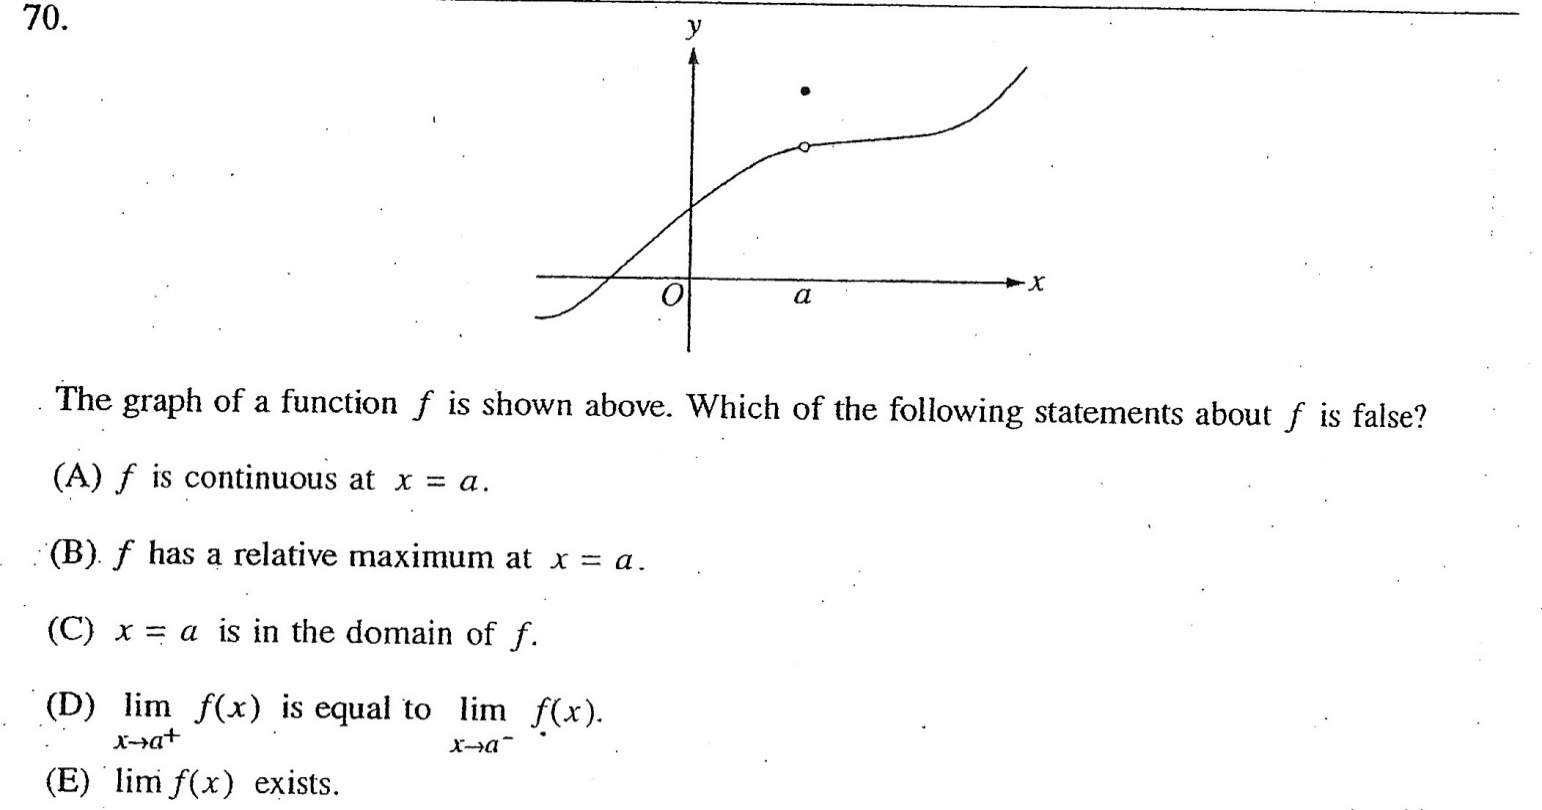 70.
y
x
O
a
The graph of a function f is shown above. Which of the following statements about f is false?
(A) f is continuous at x = a.
(B) f has a relative maximum at x = a.
(C) x = a is in the domain of f.
(D) lim f(x) is equal to lim f(x).
x→a⁺ x→a⁻
(E) lim f(x) exists.